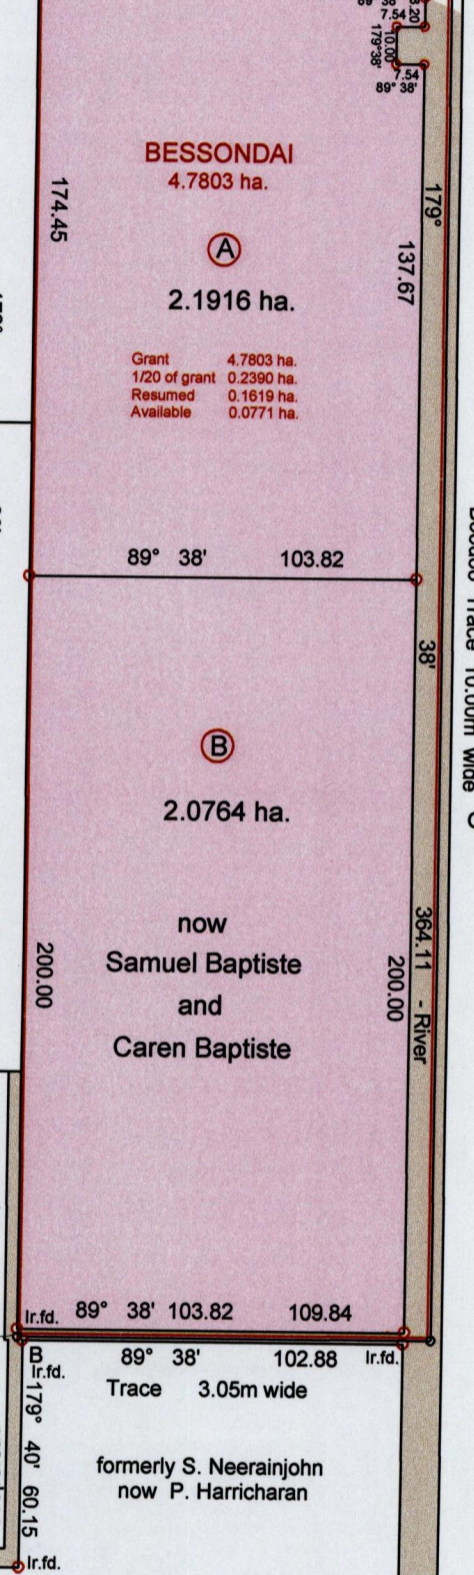 7.54
3.20
10.00
179°38'
7.54
89° 38'
BESSONDAI
4.7803 ha.
174.45
179°
A
137.67
2.1916 ha.
Grant 4.7803 ha.
1/20 of grant 0.2390 ha.
Resumed 0.1619 ha.
Available 0.0771 ha.
89° 38' 103.82
38'
B
2.0764 ha.
now
Samuel Baptiste
and
Caren Baptiste
200.00
200.00
364.11 - River
Trace 10.00m wide
Ir.fd. 89° 38' 103.82 109.84
B 89° 38' 102.88 Ir.fd.
Ir.fd.
Trace 3.05m wide
179° 40' 60.15
formerly S. Neerainjohn
now P. Harricharan
Ir.fd.